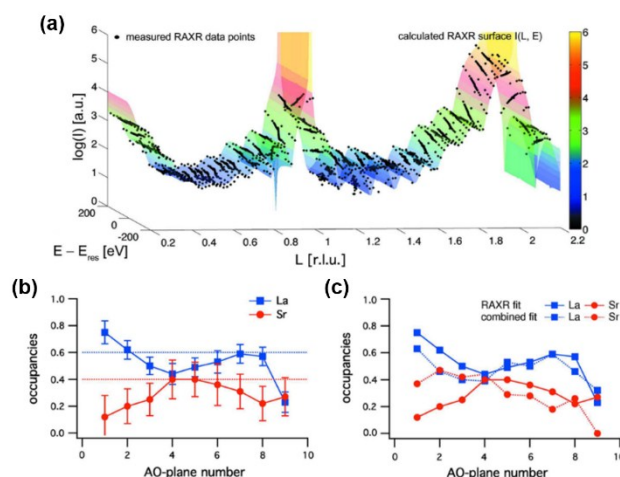 (a)
measured RAXR data points
calculated RAXR surface I(L, E)
log(I) [a.u.]
6
5
4
3
2
1
0
6
5
4
3
2
1
0
200
0
-200
E − E_res [eV]
0.2 0.4 0.6 0.8 1 1.2 1.4 1.6 1.8 2 2.2
L [r.l.u.]
(b)
La
Sr
occupancies
1.0
0.8
0.6
0.4
0.2
0.0
0 2 4 6 8 10
AO-plane number
(c)
RAXR fit La Sr
combined fit La Sr
occupancies
1.0
0.8
0.6
0.4
0.2
0.0
0 2 4 6 8 10
AO-plane number